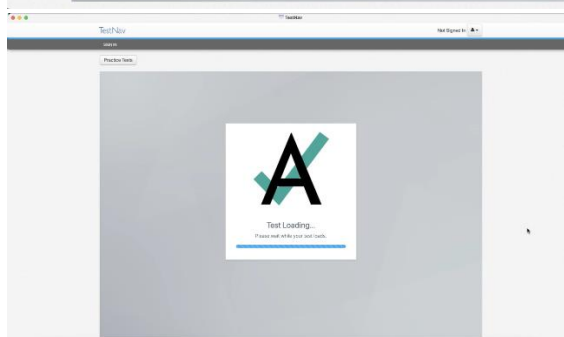 TestNav
TestNav
Not Signed In
Sign In
Practice Tests
Test Loading...
Please wait while your test loads.